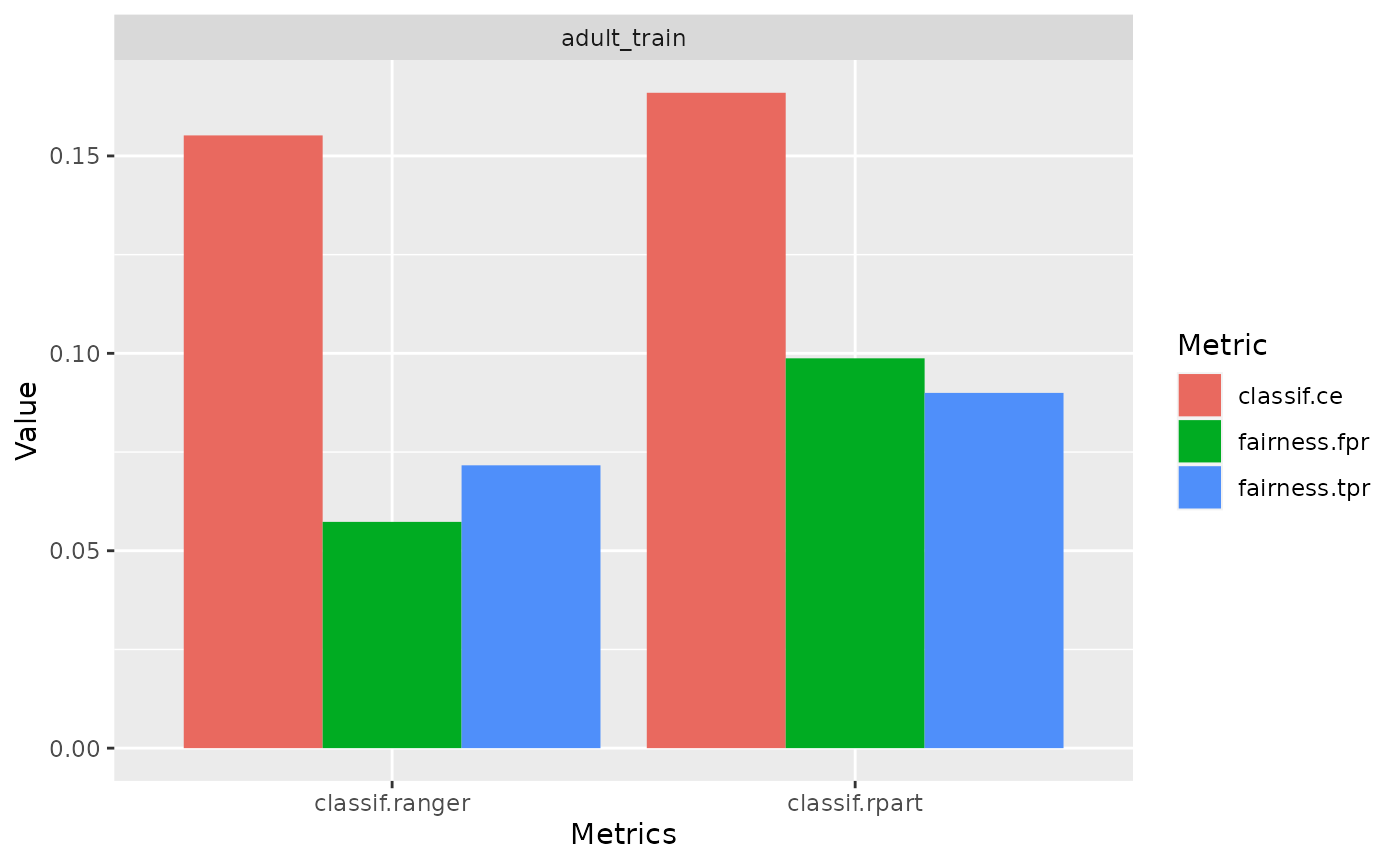 adult_train
0.15
0.10
0.05
0.00
Value
classif.ranger
classif.rpart
Metrics
Metric
classif.ce
fairness.fpr
fairness.tpr